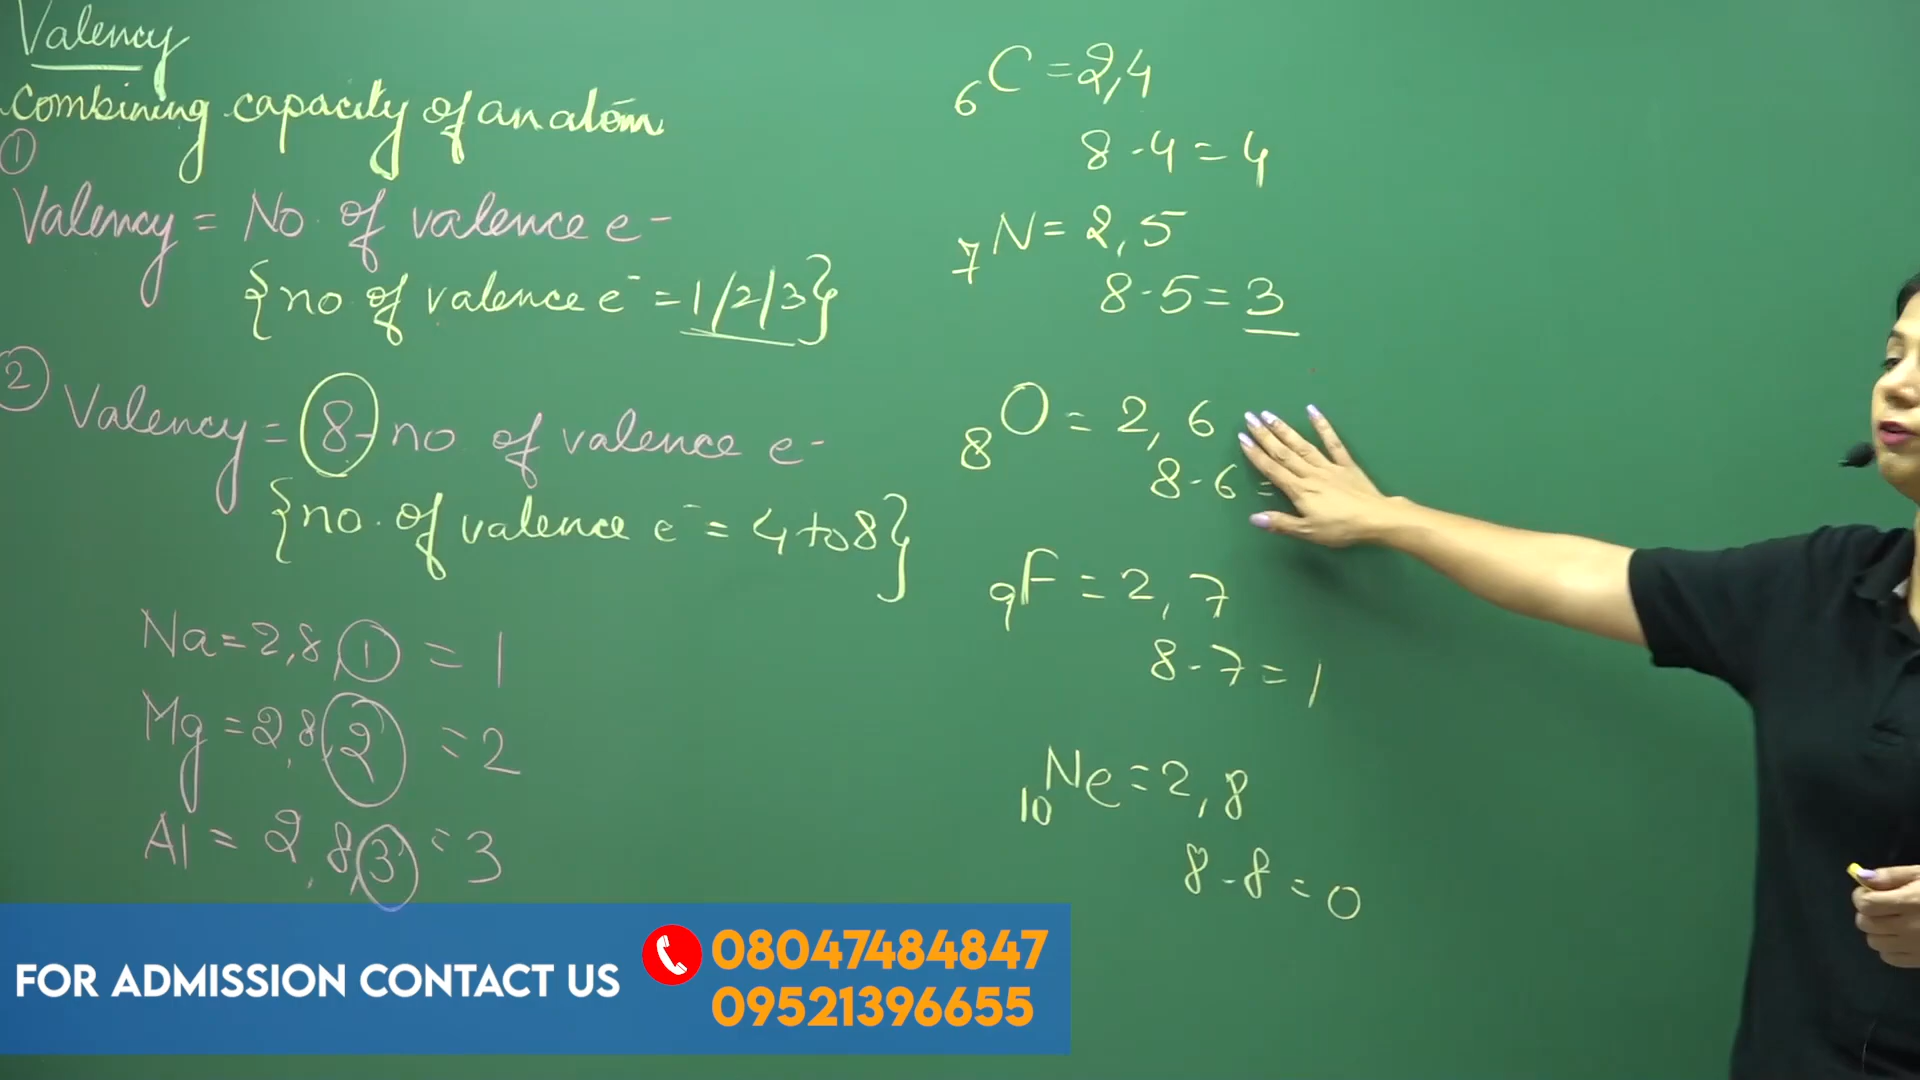 Valency
Combining capacity of an atom
① Valency = No. of valence e-
{no of valence e- = 1/2/3}
② Valency = 8 - no of valence e-
{no. of valence e- = 4 to 8}
Na = 2,8,1 = 1
Mg = 2,8,2 = 2
Al = 2,8,3 = 3
6C = 2,4
8-4 = 4
7N = 2,5
8-5 = 3
8O = 2,6
8-6 =
9F = 2,7
8-7 = 1
10Ne = 2,8
8-8 = 0
FOR ADMISSION CONTACT US
08047484847
09521396655